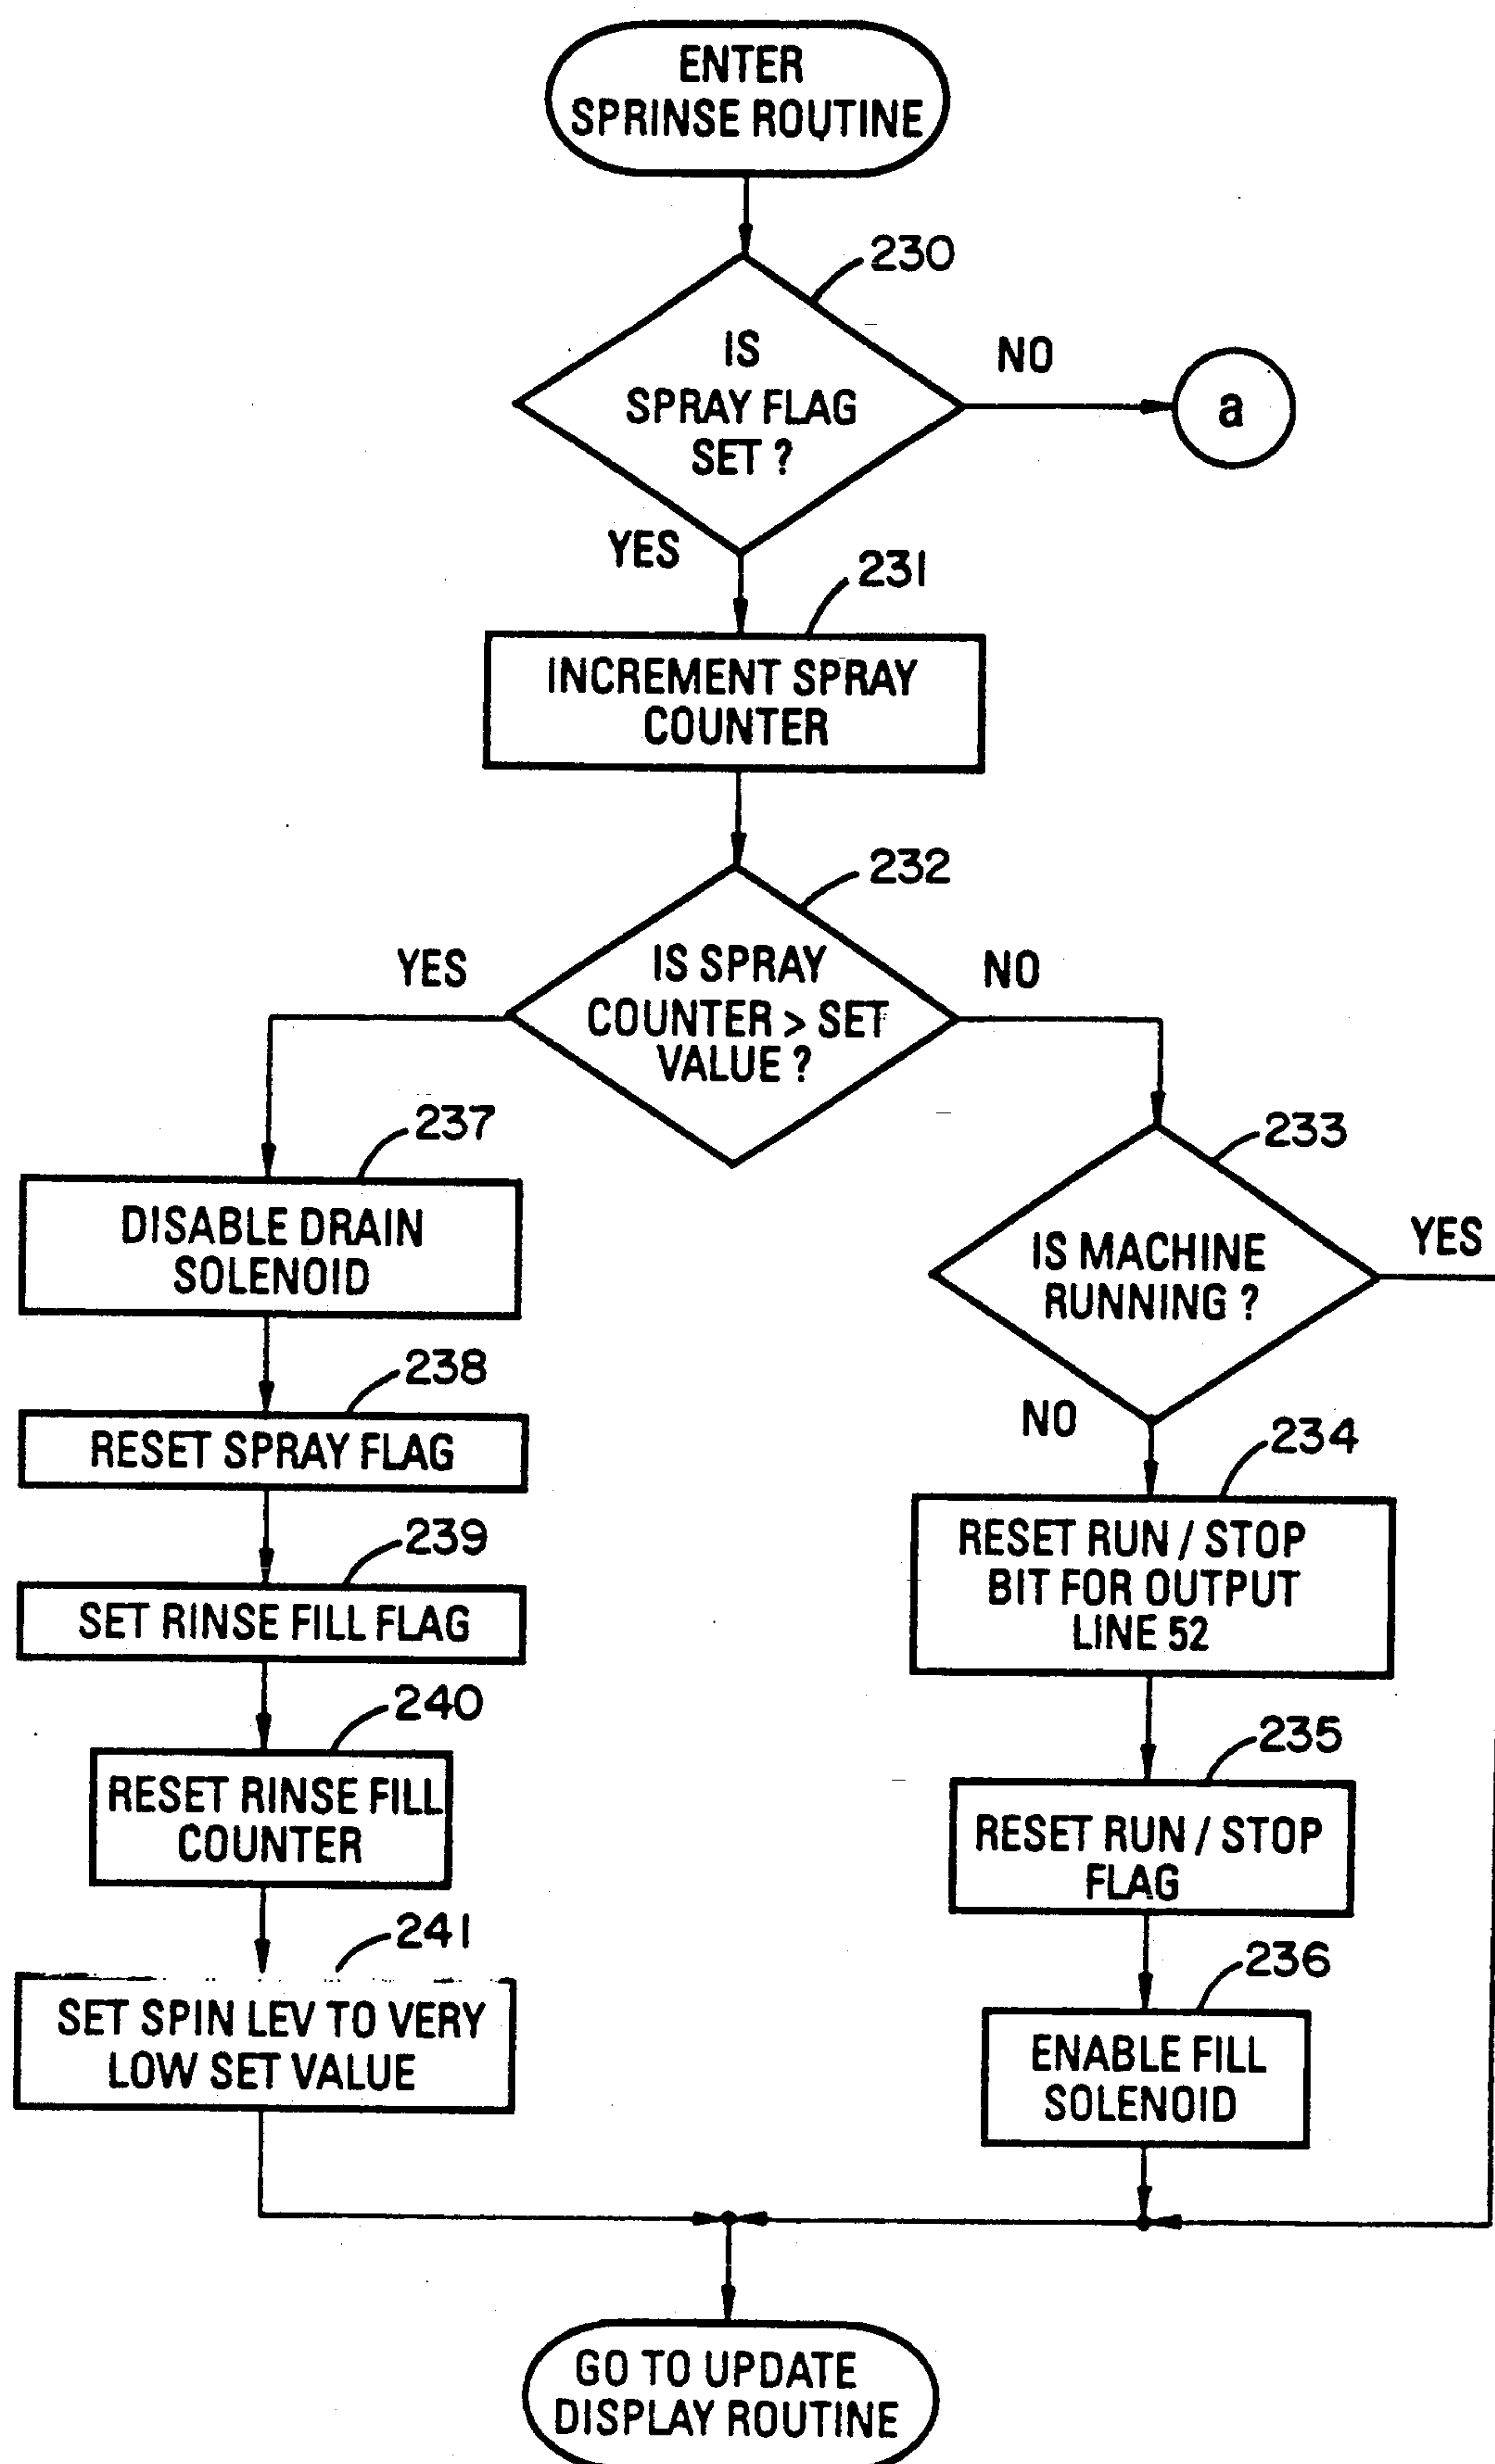 ENTER
SPRINSE ROUTINE
230
IS
SPRAY FLAG
SET ?
NO
a
YES
231
INCREMENT SPRAY
COUNTER
232
IS SPRAY
COUNTER > SET
VALUE ?
YES
NO
237
DISABLE DRAIN
SOLENOID
238
RESET SPRAY FLAG
239
SET RINSE FILL FLAG
240
RESET RINSE FILL
COUNTER
241
SET SPIN LEV TO VERY
LOW SET VALUE
233
IS MACHINE
RUNNING ?
YES
NO
234
RESET RUN / STOP
BIT FOR OUTPUT
LINE 52
235
RESET RUN / STOP
FLAG
236
ENABLE FILL
SOLENOID
GO TO UPDATE
DISPLAY ROUTINE